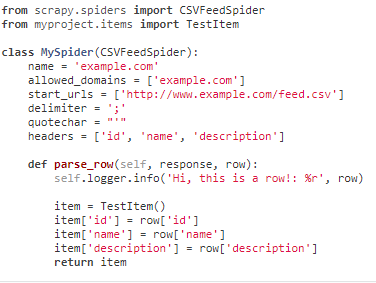 from scrapy.spiders import CSVFeedSpider
from myproject.items import TestItem

class MySpider(CSVFeedSpider):
    name = 'example.com'
    allowed_domains = ['example.com']
    start_urls = ['http://www.example.com/feed.csv']
    delimiter = ';'
    quotechar = "'"
    headers = ['id', 'name', 'description']

    def parse_row(self, response, row):
        self.logger.info('Hi, this is a row!: %r', row)

        item = TestItem()
        item['id'] = row['id']
        item['name'] = row['name']
        item['description'] = row['description']
        return item